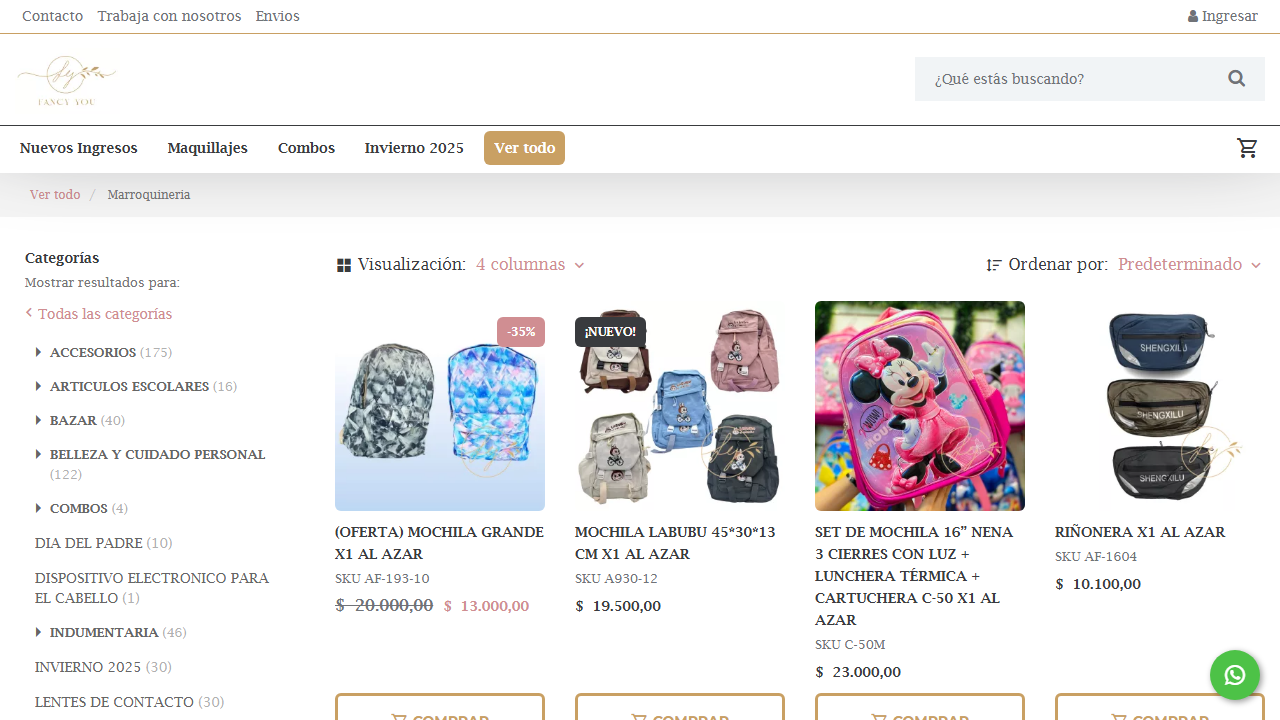 Contacto Trabaja con nosotros Envios Ingresar
FANCY YOU
¿Qué estás buscando?
Nuevos Ingresos Maquillajes Combos Invierno 2025 Ver todo
Ver todo / Marroquineria
Categorías
Mostrar resultados para:
Todas las categorías
ACCESORIOS (175)
ARTICULOS ESCOLARES (16)
BAZAR (40)
BELLEZA Y CUIDADO PERSONAL
(122)
COMBOS (4)
DIA DEL PADRE (10)
DISPOSITIVO ELECTRONICO PARA
EL CABELLO (1)
INDUMENTARIA (46)
INVIERNO 2025 (30)
LENTES DE CONTACTO (30)
Visualización: 4 columnas
Ordenar por: Predeterminado
-35%
(OFERTA) MOCHILA GRANDE
X1 AL AZAR
SKU AF-193-10
$ 20.000,00 $ 13.000,00
COMPRAR
¡NUEVO!
MOCHILA LABUBU 45*30*13
CM X1 AL AZAR
SKU A930-12
$ 19.500,00
COMPRAR
SET DE MOCHILA 16” NENA
3 CIERRES CON LUZ +
LUNCHERA TÉRMICA +
CARTUCHERA C-50 X1 AL
AZAR
SKU C-50M
$ 23.000,00
COMPRAR
SHENGXILU
SHENGXILU
SHENGXILU
RIÑONERA X1 AL AZAR
SKU AF-1604
$ 10.100,00
COMPRAR